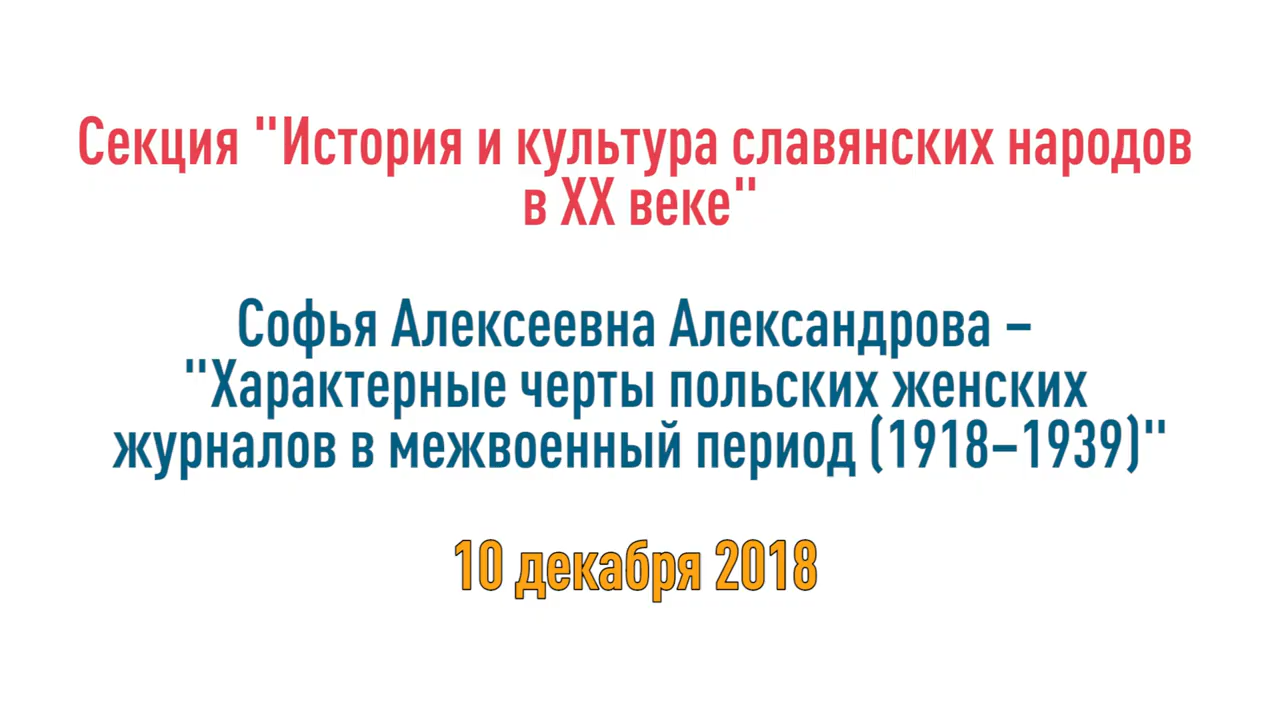 Секция "История и культура славянских народов
в XX веке"
Софья Алексеевна Александрова –
"Характерные черты польских женских
журналов в межвоенный период (1918–1939)"
10 декабря 2018